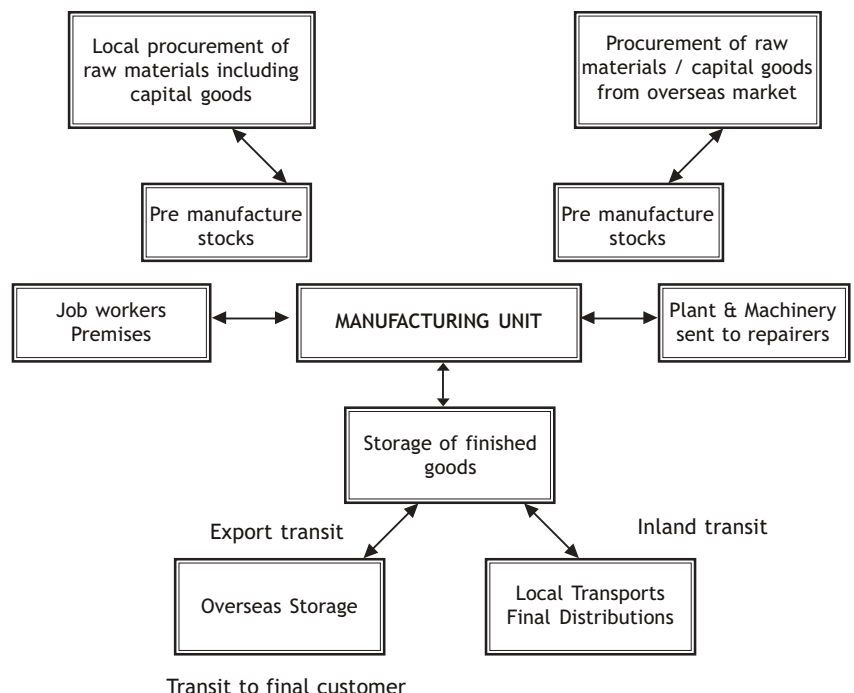 Local procurement of
raw materials including
capital goods
Procurement of raw
materials / capital goods
from overseas market
Pre manufacture
stocks
Pre manufacture
stocks
Job workers
Premises
MANUFACTURING UNIT
Plant & Machinery
sent to repairers
Storage of finished
goods
Export transit
Inland transit
Overseas Storage
Local Transports
Final Distributions
Transit to final customer